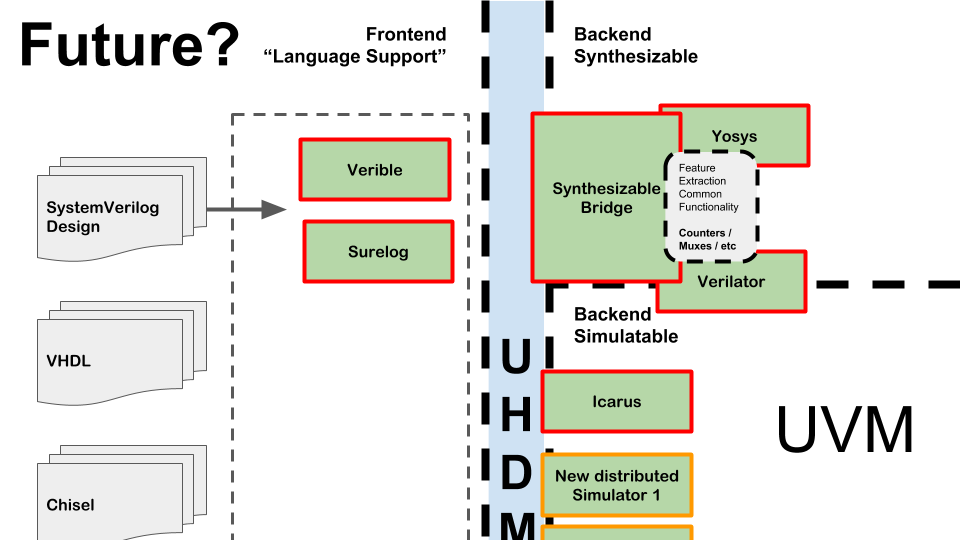 Future?
Frontend
“Language Support”
Backend
Synthesizable
SystemVerilog
Design
VHDL
Chisel
Verible
Surelog
U
H
D
M
Synthesizable
Bridge
Yosys
Feature
Extraction
Common
Functionality
Counters /
Muxes / etc
Verilator
Backend
Simulatable
Icarus
New distributed
Simulator 1
UVM